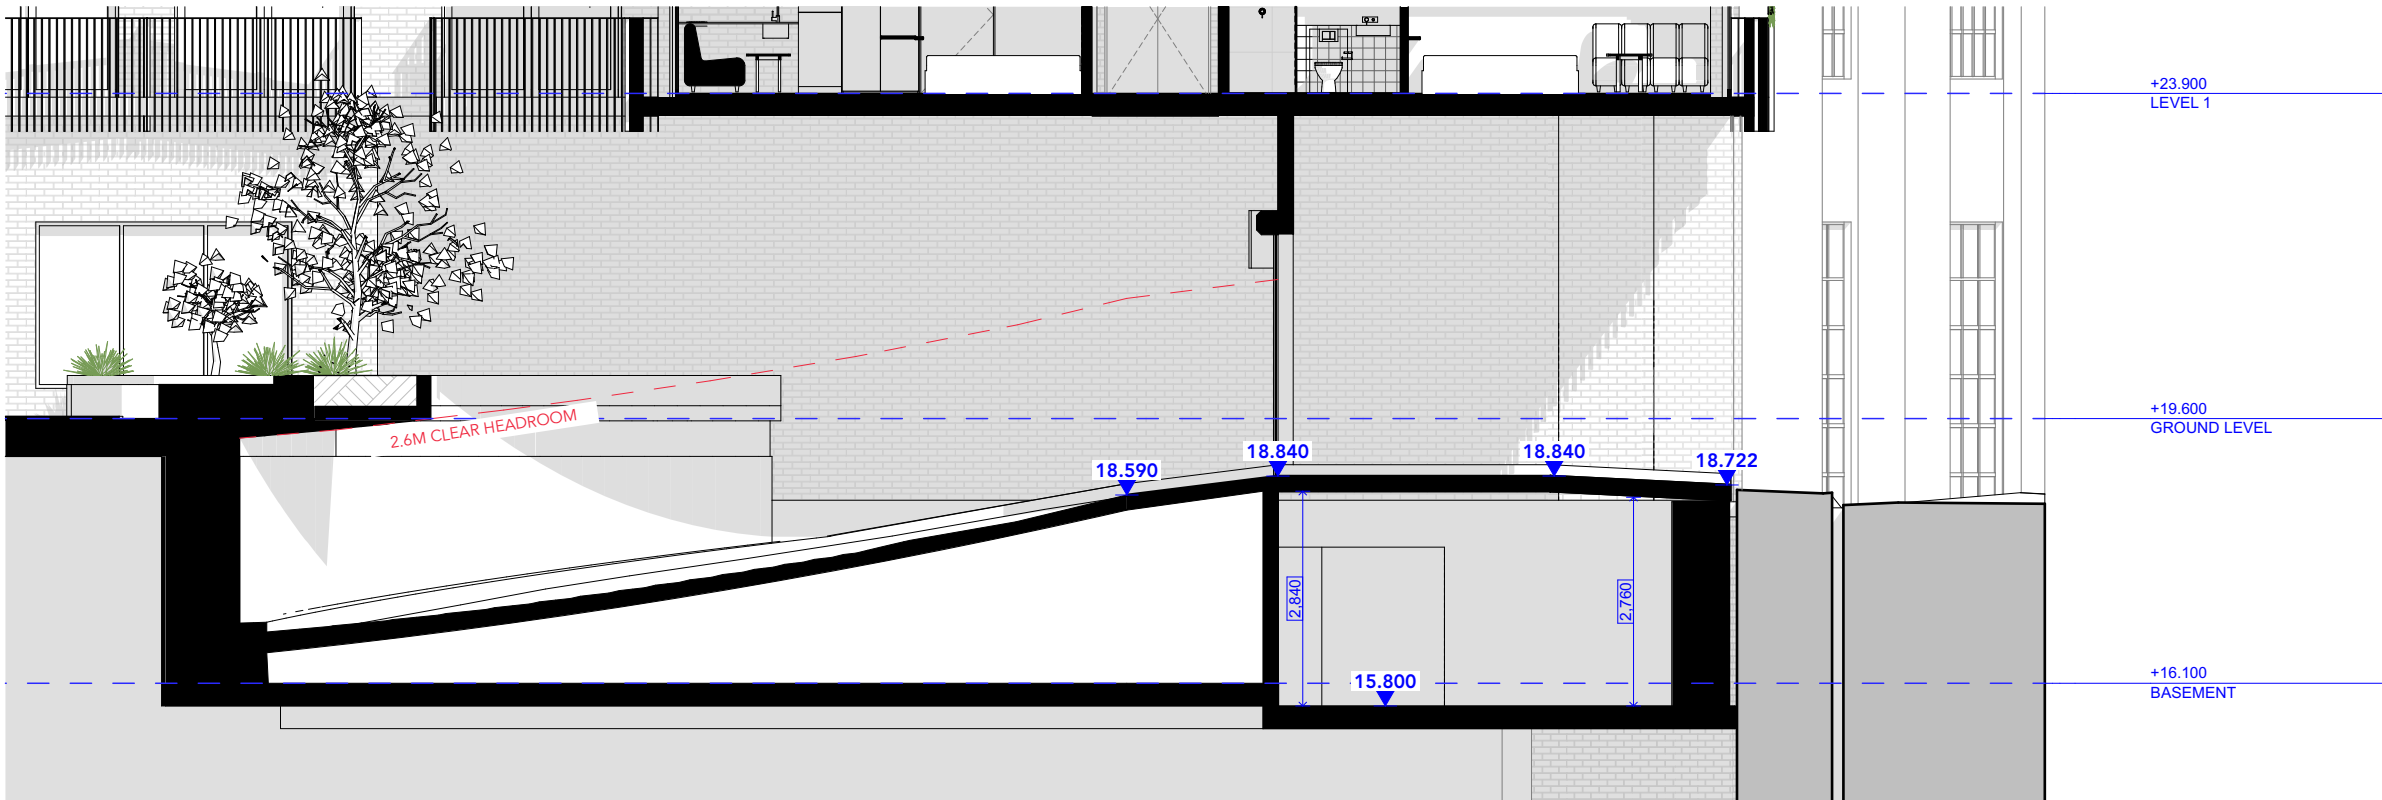 +23.900
LEVEL 1
+19.600
GROUND LEVEL
2.6M CLEAR HEADROOM
18.840
18.840
18.722
18.590
2,840
2,760
15.800
+16.100
BASEMENT